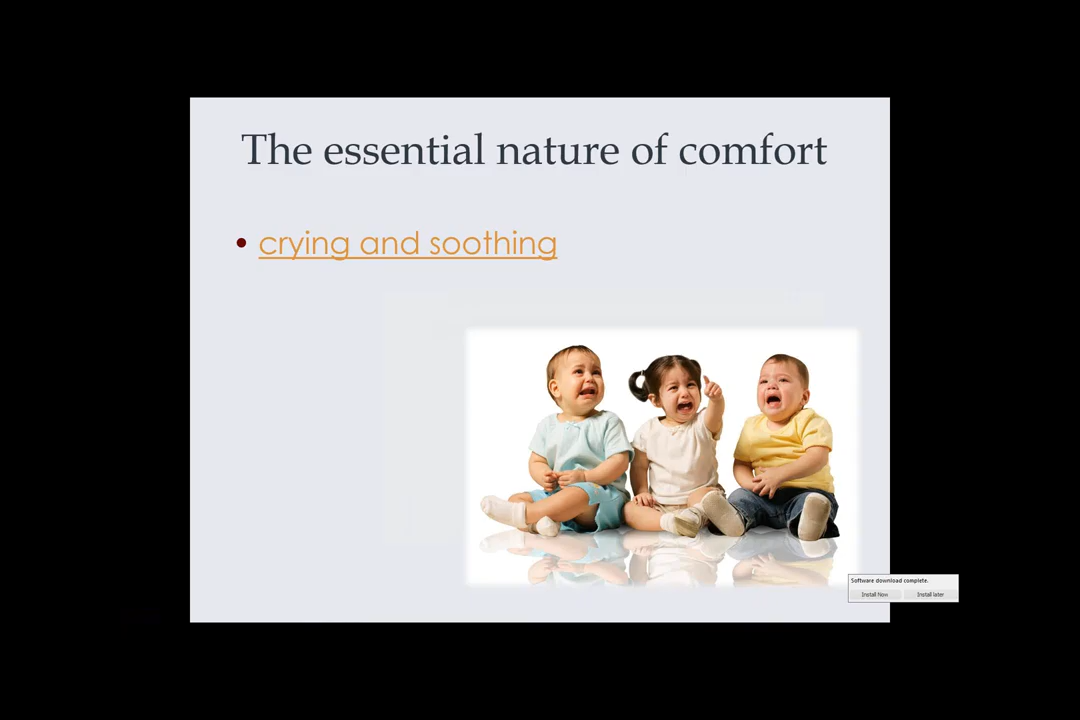 The essential nature of comfort
• crying and soothing
Software download complete.
Install Now Install later